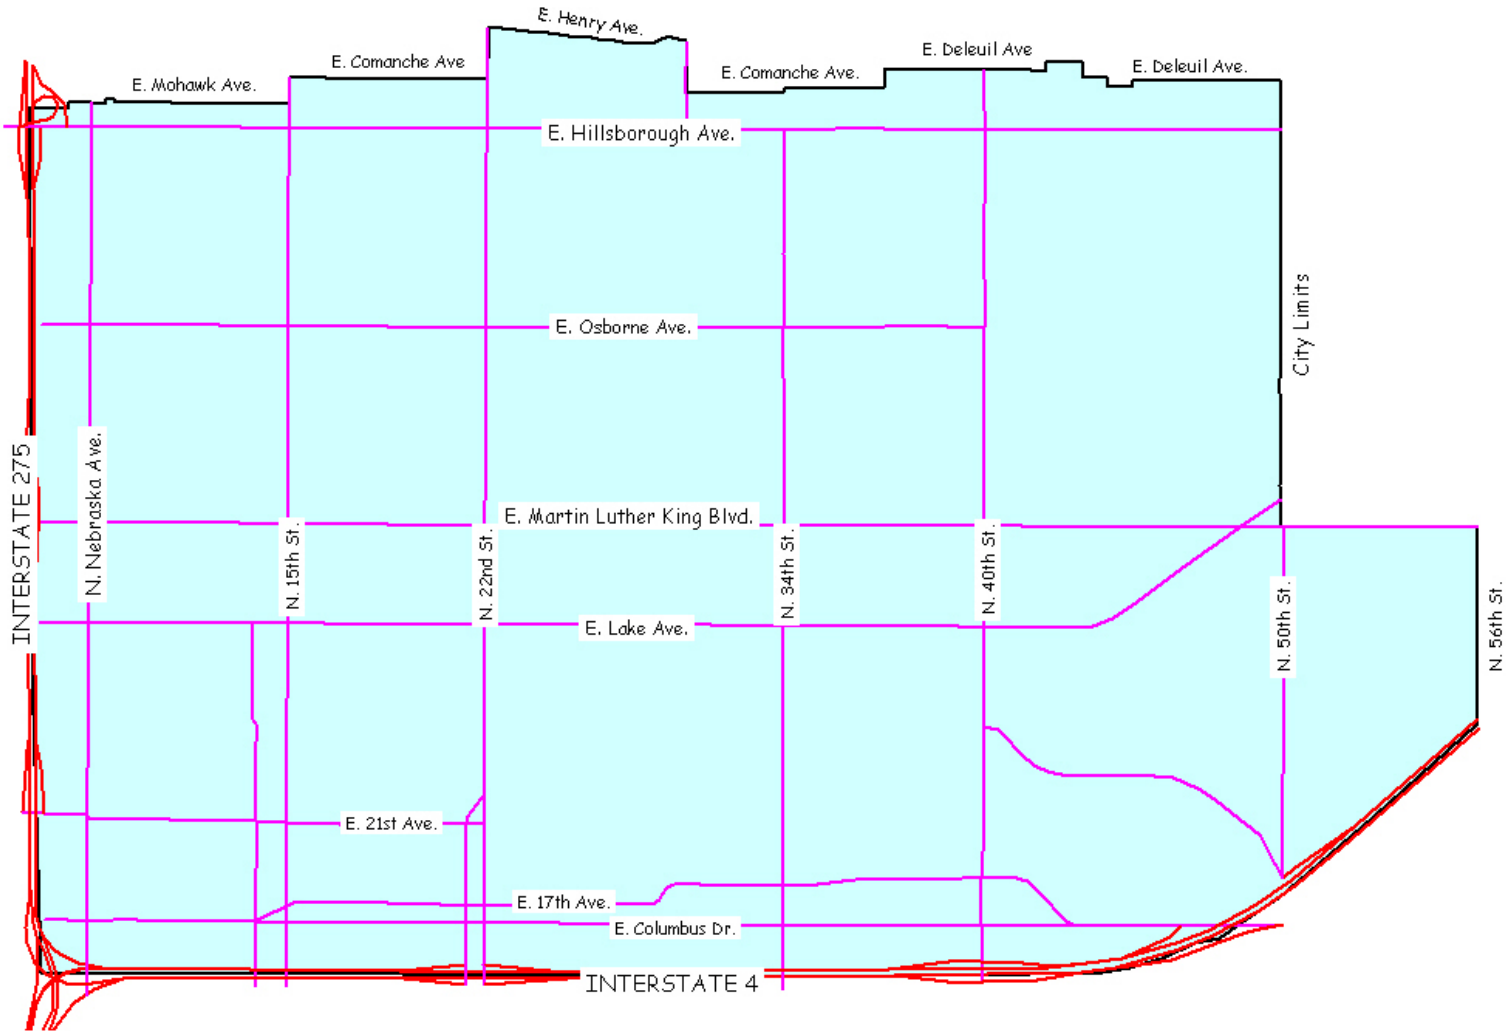 E. Henry Ave.
E. Deleuil Ave
E. Comanche Ave
E. Deleuil Ave.
E. Comanche Ave.
E. Mohawk Ave.
E. Hillsborough Ave.
City Limits
E. Osborne Ave.
INTERSTATE 275
N. Nebraska Ave.
E. Martin Luther King Blvd.
N. 15th St.
N. 22nd St.
N. 34th St.
N. 40th St.
N. 50th St.
N. 56th St.
E. Lake Ave.
E. 21st Ave.
E. 17th Ave.
E. Columbus Dr.
INTERSTATE 4